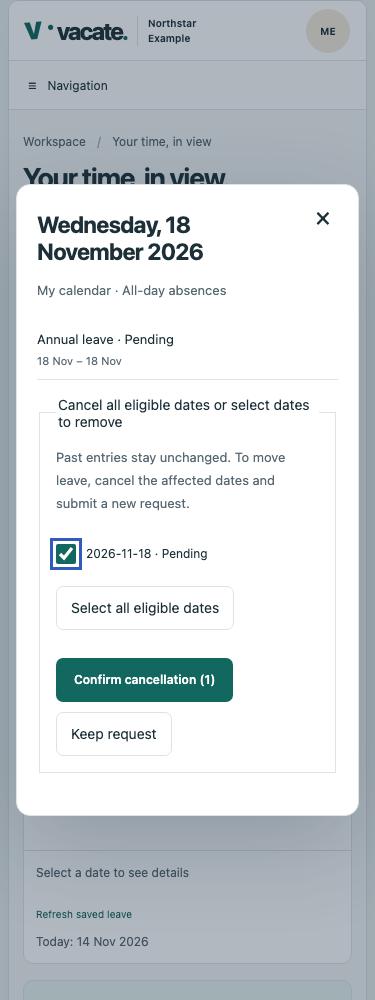 vacate.
Northstar
Example
ME
≡ Navigation
Workspace / Your time, in view
Your time, in view
Wednesday, 18
November 2026
×
My calendar · All-day absences
Annual leave · Pending
18 Nov – 18 Nov
Cancel all eligible dates or select dates
to remove
Past entries stay unchanged. To move
leave, cancel the affected dates and
submit a new request.
2026-11-18 · Pending
Select all eligible dates
Confirm cancellation (1)
Keep request
Select a date to see details
Refresh saved leave
Today: 14 Nov 2026